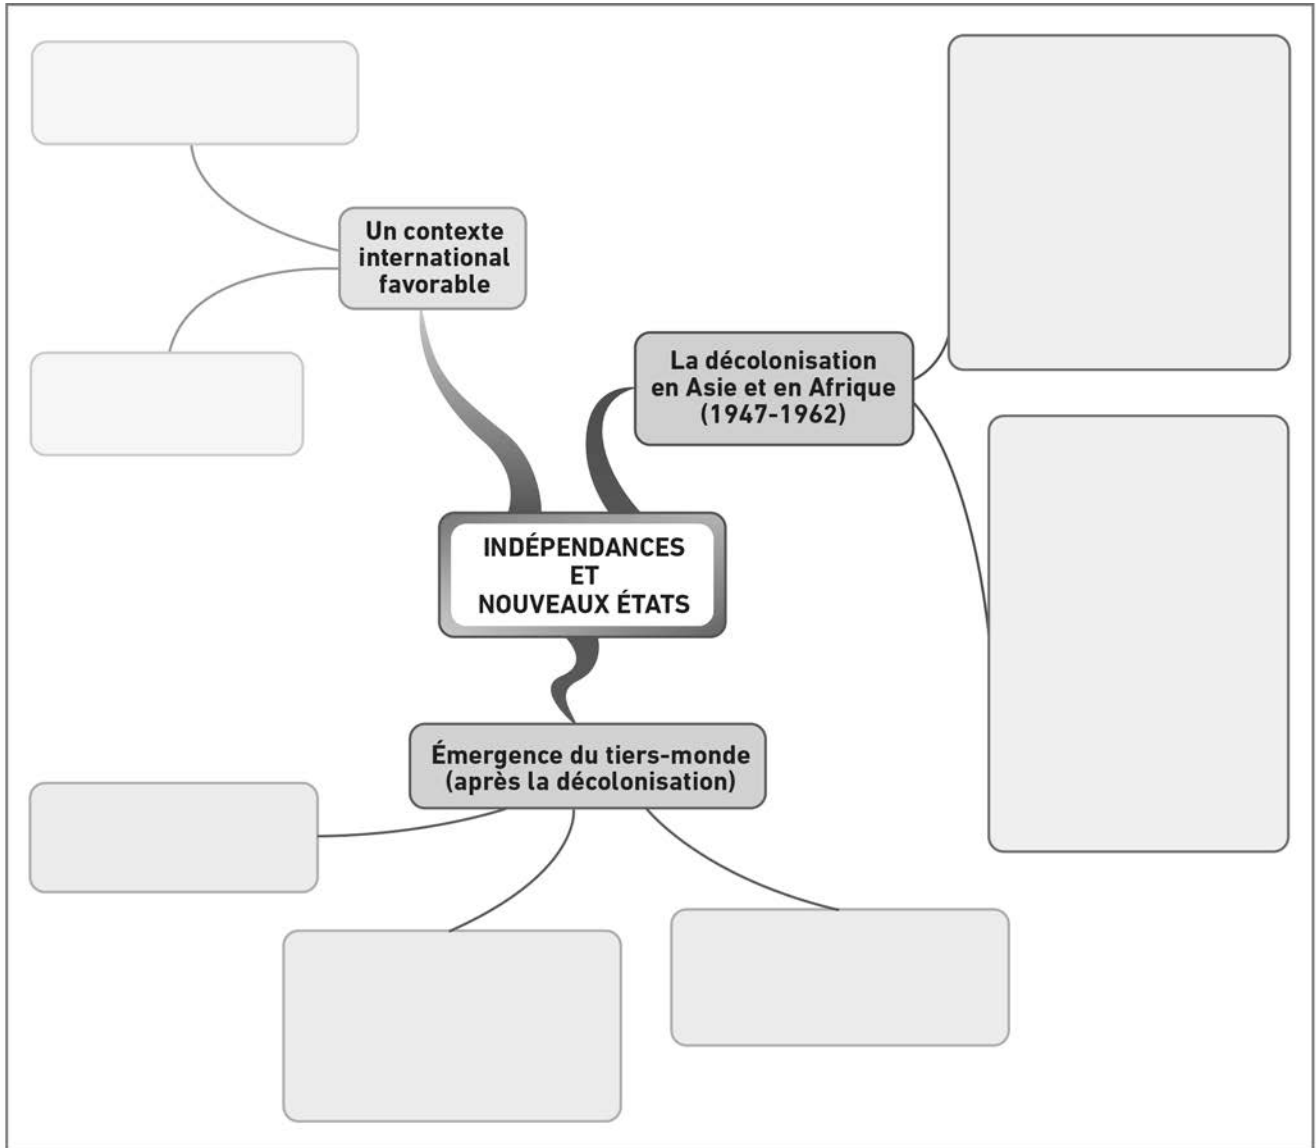 Un contexte
international
favorable
La décolonisation
en Asie et en Afrique
(1947-1962)
INDÉPENDANCES
ET
NOUVEAUX ÉTATS
Émergence du tiers-monde
(après la décolonisation)